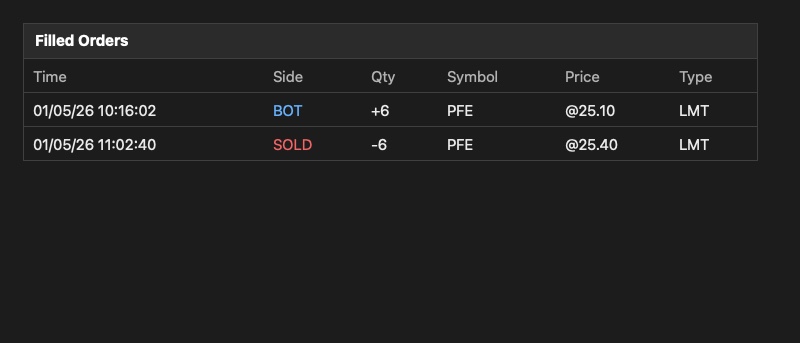 Filled Orders
Time Side Qty Symbol Price Type
01/05/26 10:16:02 BOT +6 PFE @25.10 LMT
01/05/26 11:02:40 SOLD -6 PFE @25.40 LMT